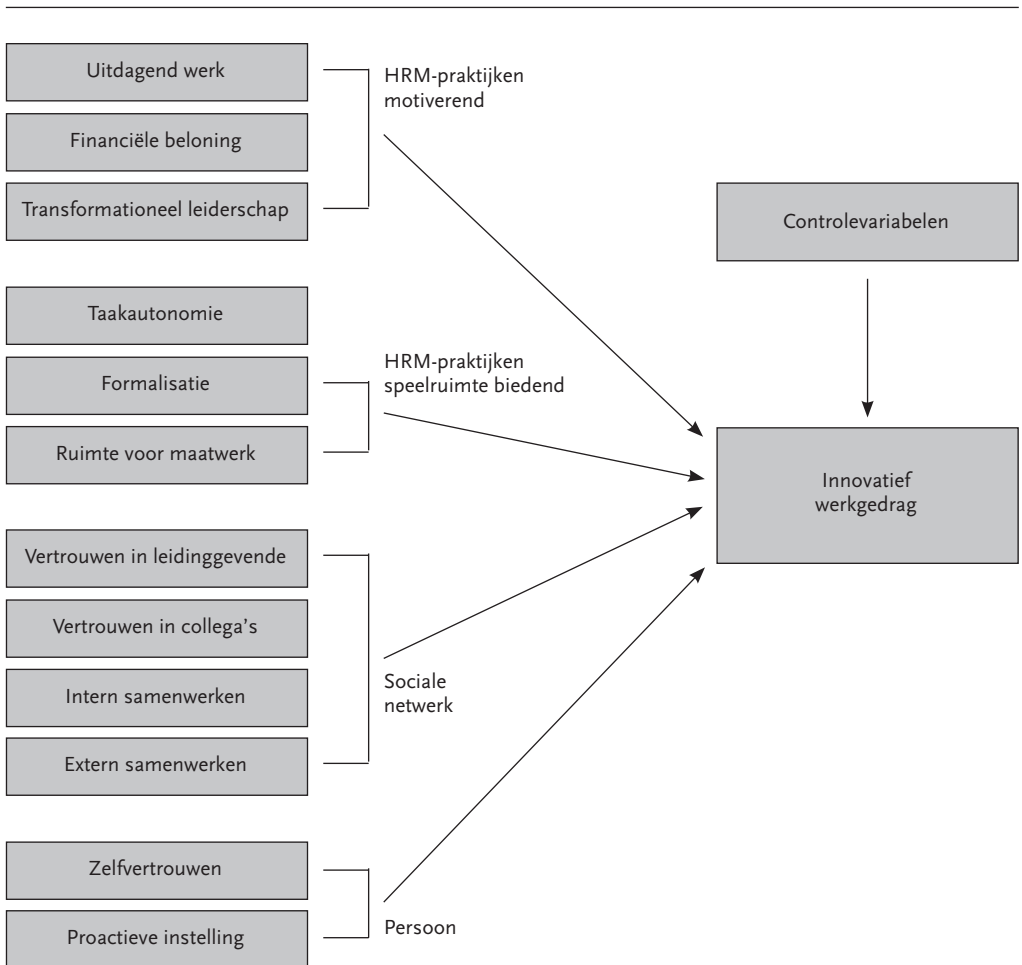 Uitdagend werk
Financiële beloning
Transformationeel leiderschap
HRM-praktijken
motiverend
Taakautonomie
Formalisatie
Ruimte voor maatwerk
HRM-praktijken
speelruimte biedend
Vertrouwen in leidinggevende
Vertrouwen in collega's
Intern samenwerken
Extern samenwerken
Sociale
netwerk
Zelfvertrouwen
Proactieve instelling
Persoon
Controlevariabelen
Innovatief
werkgedrag